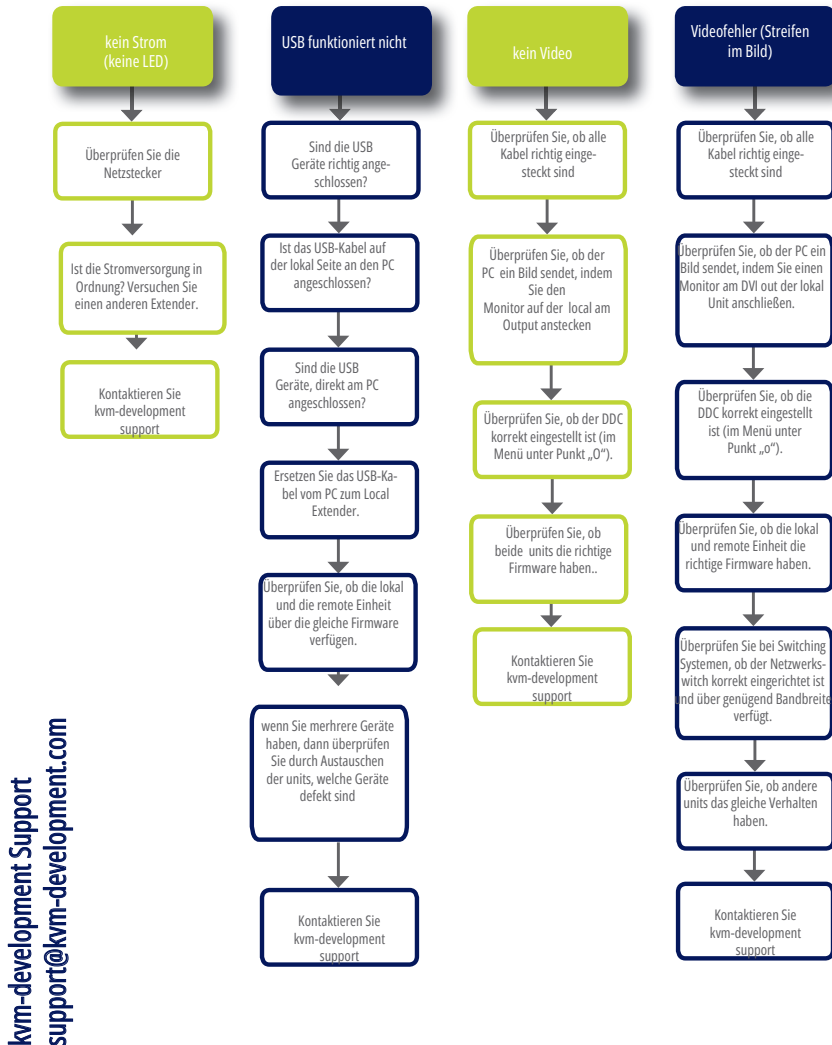 kein Strom
(keine LED)
Überprüfen Sie die
Netzstecker
Ist die Stromversorgung in
Ordnung? Versuchen Sie
einen anderen Extender.
Kontaktieren Sie
kvm-development
support
USB funktioniert nicht
Sind die USB
Geräte richtig ange-
schlossen?
Ist das USB-Kabel auf
der lokal Seite an den PC
angeschlossen?
Sind die USB
Geräte, direkt am PC
angeschlossen?
Ersetzen Sie das USB-Ka-
bel vom PC zum Local
Extender.
Überprüfen Sie, ob die lokal
und die remote Einheit
über die gleiche Firmware
verfügen.
wenn Sie merhrere Geräte
haben, dann überprüfen
Sie durch Austauschen
der units, welche Geräte
defekt sind
Kontaktieren Sie
kvm-development
support
kein Video
Überprüfen Sie, ob alle
Kabel richtig einge-
steckt sind
Überprüfen Sie, ob der
PC ein Bild sendet, indem
Sie den
Monitor auf der local am
Output anstecken
Überprüfen Sie, ob der DDC
korrekt eingestellt ist (im
Menü unter Punkt „O“).
Überprüfen Sie, ob
beide units die richtige
Firmware haben..
Kontaktieren Sie
kvm-development
support
Videofehler (Streifen
im Bild)
Überprüfen Sie, ob alle
Kabel richtig einge-
steckt sind
Überprüfen Sie, ob der PC ein
Bild sendet, indem Sie einen
Monitor am DVI out der lokal
Unit anschließen.
Überprüfen Sie, ob die
DDC korrekt eingestellt
ist (im Menü unter
Punkt „o“).
Überprüfen Sie, ob die lokal
und remote Einheit die
richtige Firmware haben.
Überprüfen Sie bei Switching
Systemen, ob der Netzwerks-
witch korrekt eingerichtet ist
und über genügend Bandbreite
verfügt.
Überprüfen Sie, ob andere
units das gleiche Verhalten
haben.
Kontaktieren Sie
kvm-development
support
kvm-development Support
support@kvm-development.com